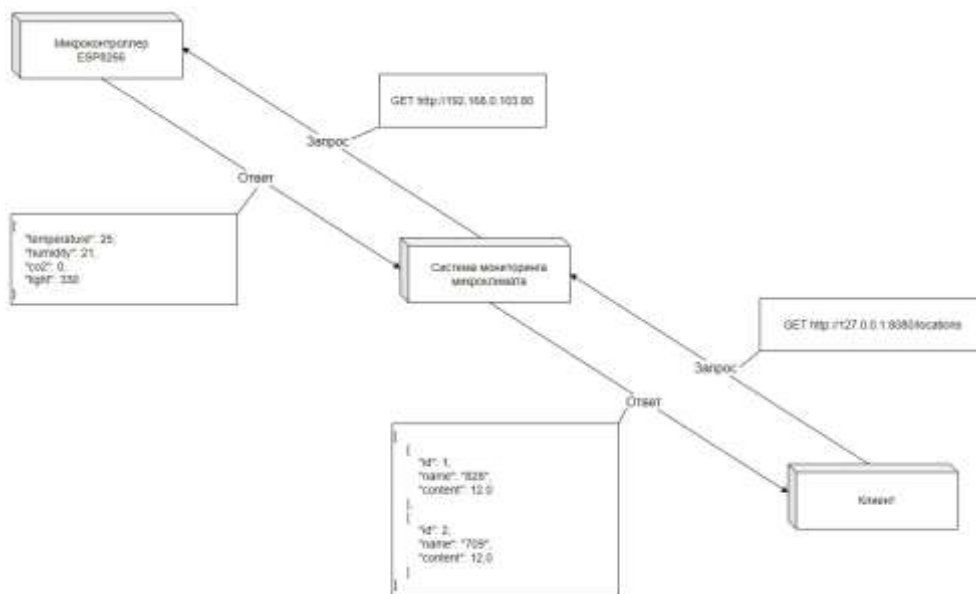 Микроконтроллер
ESP8266
GET http://192.168.0.103:80
Запрос
Ответ
{
"temperature": 25,
"humidity": 21,
"co2": 0,
"light": 330
}
Система мониторинга
микроклимата
GET http://127.0.0.1:8080/locations
Запрос
Ответ
[
{
"id": 1,
"name": "828",
"content": 12.0
},
{
"id": 2,
"name": "709",
"content": 12.0
}
]
Клиент